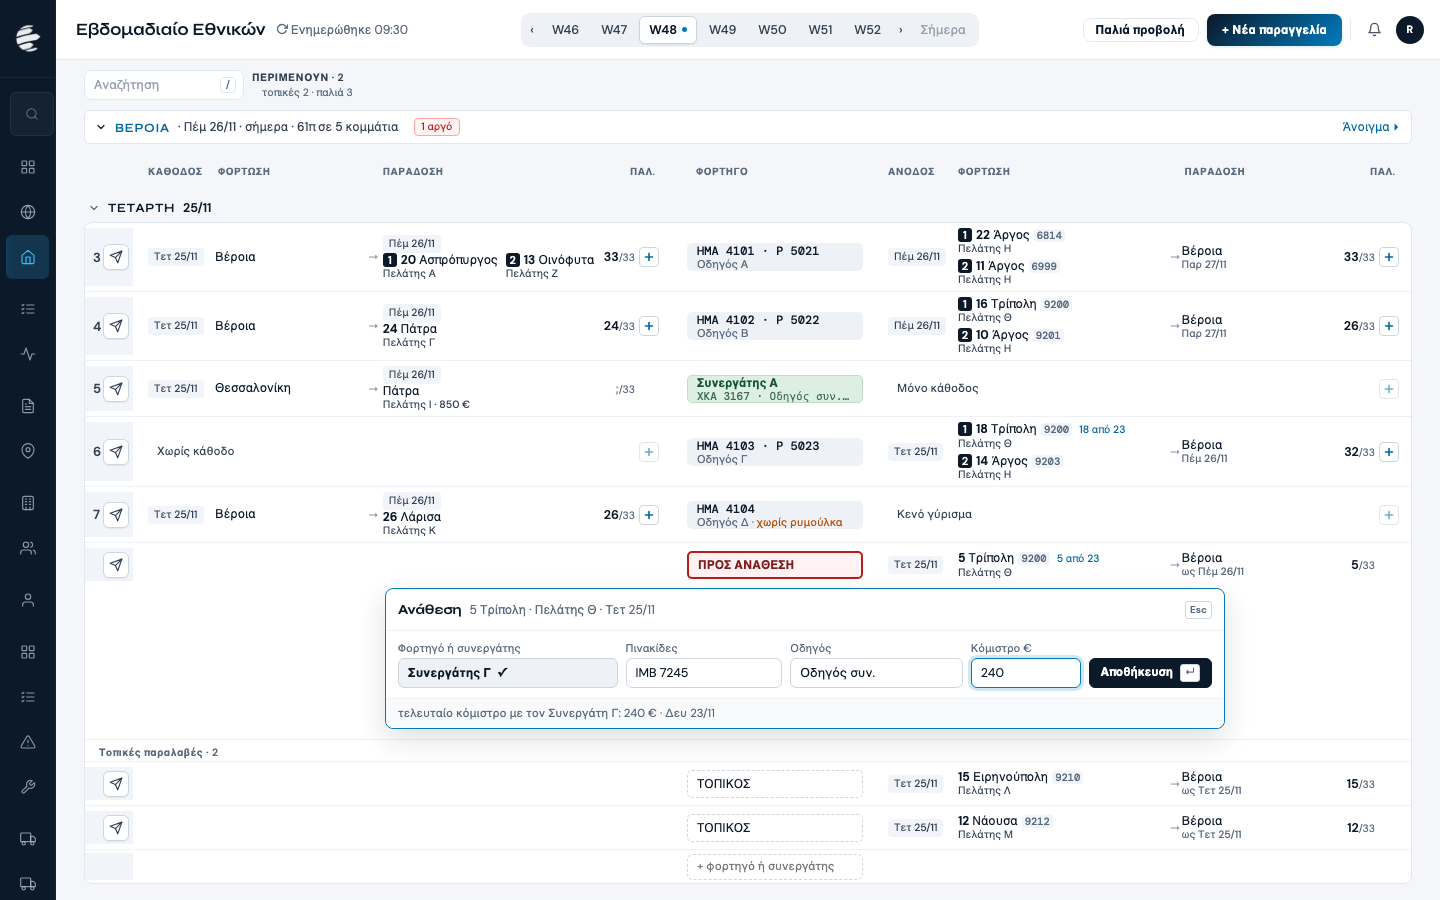 Εβδομαδιαίο Εθνικών Ενημερώθηκε 09:30 ‹ W46 W47 W48 W49 W50 W51 W52 › Σήμερα Παλιά προβολή + Νέα παραγγελία R
Αναζήτηση /
ΠΕΡΙΜΕΝΟΥΝ · 2
τοπικές 2 · παλιά 3
ΒΕΡΟΙΑ · Πέμ 26/11 · σήμερα · 61π σε 5 κομμάτια 1 αργό Άνοιγμα
ΚΑΘΟΔΟΣ ΦΟΡΤΩΣΗ ΠΑΡΑΔΟΣΗ ΠΑΛ. ΦΟΡΤΗΓΟ ΑΝΟΔΟΣ ΦΟΡΤΩΣΗ ΠΑΡΑΔΟΣΗ ΠΑΛ.
ΤΕΤΑΡΤΗ 25/11
3 Τετ 25/11 Βέροια →
Πέμ 26/11
1 20 Ασπρόπυργος 2 13 Οινόφυτα 33/33 +
Πελάτης Α Πελάτης Ζ
ΗΜΑ 4101 · Ρ 5021
Οδηγός Α
Πέμ 26/11
1 22 Άργος 6814
Πελάτης Η
2 11 Άργος 6999
Πελάτης Η
→ Βέροια 33/33 +
Παρ 27/11
4 Τετ 25/11 Βέροια →
Πέμ 26/11
24 Πάτρα 24/33 +
Πελάτης Γ
ΗΜΑ 4102 · Ρ 5022
Οδηγός Β
Πέμ 26/11
1 16 Τρίπολη 9200
Πελάτης Θ
2 10 Άργος 9201
Πελάτης Η
→ Βέροια 26/33 +
Παρ 27/11
5 Τετ 25/11 Θεσσαλονίκη →
Πέμ 26/11
Πάτρα ;/33
Πελάτης Ι · 850 €
Συνεργάτης Α
ΧΚΑ 3167 · Οδηγός συν.…
Μόνο κάθοδος +
6 Χωρίς κάθοδο +
ΗΜΑ 4103 · Ρ 5023
Οδηγός Γ
Τετ 25/11
1 18 Τρίπολη 9200 18 από 23
Πελάτης Θ
2 14 Άργος 9203
Πελάτης Η
→ Βέροια 32/33 +
Πέμ 26/11
7 Τετ 25/11 Βέροια →
Πέμ 26/11
26 Λάρισα 26/33 +
Πελάτης Κ
ΗΜΑ 4104
Οδηγός Δ · χωρίς ρυμούλκα
Κενό γύρισμα +
ΠΡΟΣ ΑΝΑΘΕΣΗ Τετ 25/11
5 Τρίπολη 9200 5 από 23
Πελάτης Θ
→ Βέροια 5/33
ως Πέμ 26/11
Ανάθεση 5 Τρίπολη · Πελάτης Θ · Τετ 25/11 Esc
Φορτηγό ή συνεργάτης Πινακίδες Οδηγός Κόμιστρο €
Συνεργάτης Γ ✓ ΙΜΒ 7245 Οδηγός συν. 240 Αποθήκευση ↵
τελευταίο κόμιστρο με τον Συνεργάτη Γ: 240 € · Δευ 23/11
Τοπικές παραλαβές · 2
ΤΟΠΙΚΟΣ Τετ 25/11
15 Ειρηνούπολη 9210
Πελάτης Λ
→ Βέροια 15/33
ως Τετ 25/11
ΤΟΠΙΚΟΣ Τετ 25/11
12 Νάουσα 9212
Πελάτης Μ
→ Βέροια 12/33
ως Τετ 25/11
+ φορτηγό ή συνεργάτης